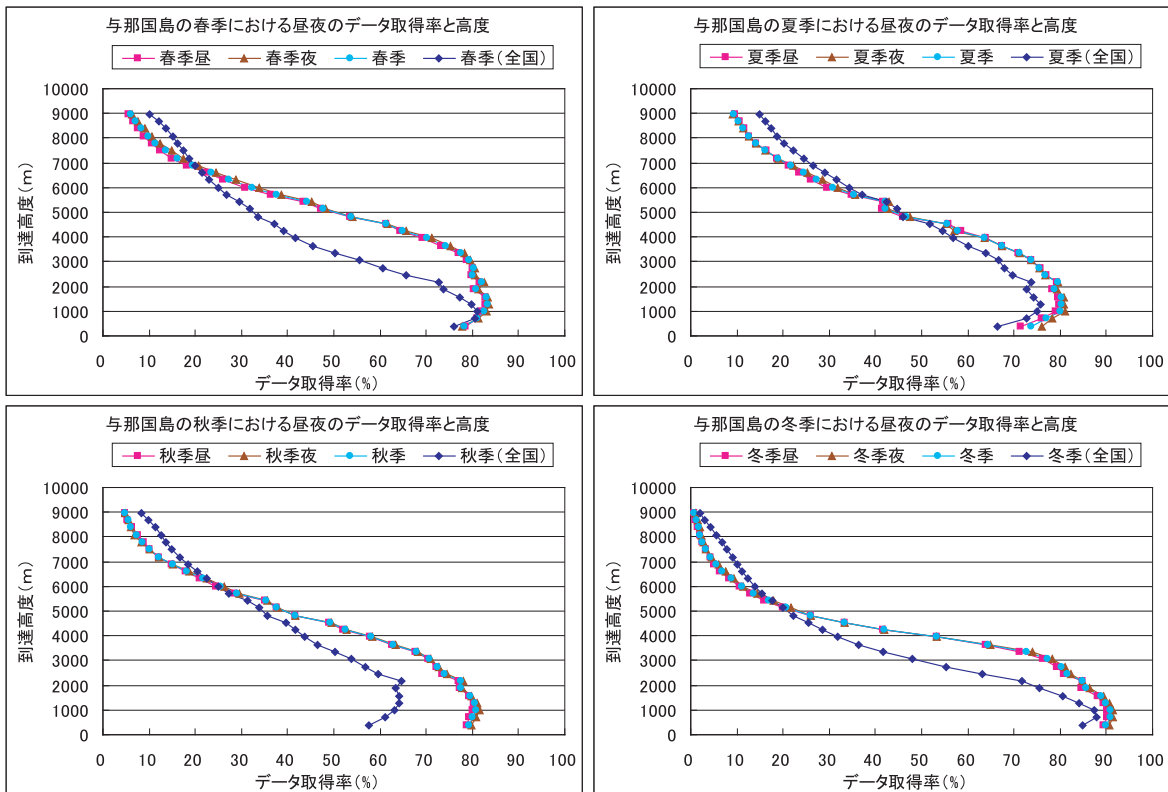 与那国島の春季における昼夜のデータ取得率と高度
春季昼 春季夜 春季 春季(全国)
到達高度(m)
10000
9000
8000
7000
6000
5000
4000
3000
2000
1000
0
0 10 20 30 40 50 60 70 80 90 100
データ取得率(%)
与那国島の夏季における昼夜のデータ取得率と高度
夏季昼 夏季夜 夏季 夏季(全国)
到達高度(m)
10000
9000
8000
7000
6000
5000
4000
3000
2000
1000
0
0 10 20 30 40 50 60 70 80 90 100
データ取得率(%)
与那国島の秋季における昼夜のデータ取得率と高度
秋季昼 秋季夜 秋季 秋季(全国)
到達高度(m)
10000
9000
8000
7000
6000
5000
4000
3000
2000
1000
0
0 10 20 30 40 50 60 70 80 90 100
データ取得率(%)
与那国島の冬季における昼夜のデータ取得率と高度
冬季昼 冬季夜 冬季 冬季(全国)
到達高度(m)
10000
9000
8000
7000
6000
5000
4000
3000
2000
1000
0
0 10 20 30 40 50 60 70 80 90 100
データ取得率(%)